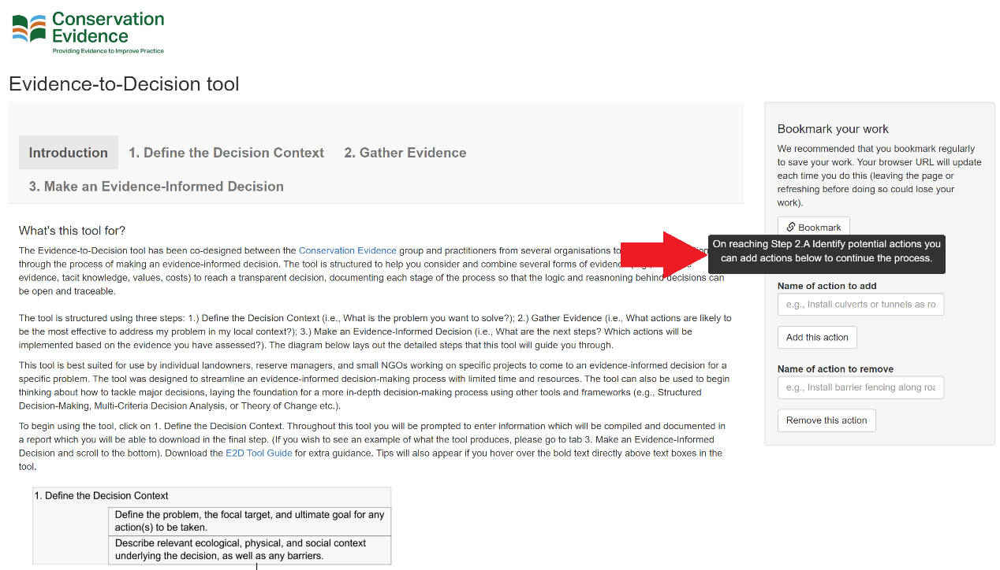 Conservation
Evidence
Providing Evidence to Improve Practice
Evidence-to-Decision tool
Introduction
1. Define the Decision Context
2. Gather Evidence
3. Make an Evidence-Informed Decision
What's this tool for?
The Evidence-to-Decision tool has been co-designed between the Conservation Evidence group and practitioners from several organisations to
through the process of making an evidence-informed decision. The tool is structured to help you consider and combine several forms of
evidence, tacit knowledge, values, costs) to reach a transparent decision, documenting each stage of the process so that the logic and reasnoning behind decisions can
be open and traceable.
The tool is structured using three steps: 1.) Define the Decision Context (i.e., What is the problem you want to solve?); 2.) Gather Evidence (i.e., What actions are likely to
be the most effective to address my problem in my local context?); 3.) Make an Evidence-Informed Decision (i.e., What are the next steps? Which actions will be
implemented based on the evidence you have assessed?). The diagram below lays out the detailed steps that this tool will guide you through.
This tool is best suited for use by individual landowners, reserve managers, and small NGOs working on specific projects to come to an evidence-informed decision for a
specific problem. The tool was designed to streamline an evidence-informed decision-making process with limited time and resources. The tool can also be used to begin
thinking about how to tackle major decisions, laying the foundation for a more in-depth decision-making process using other tools and frameworks (e.g., Structured
Decision-Making, Multi-Criteria Decision Analysis, or Theory of Change etc.).
To begin using the tool, click on 1. Define the Decision Context. Throughout this tool you will be prompted to enter information which will be compiled and documented in
a report which you will be able to download in the final step. (If you wish to see an example of what the tool produces, please go to tab 3. Make an Evidence-Informed
Decision and scroll to the bottom). Download the E2D Tool Guide for extra guidance. Tips will also appear if you hover over the bold text directly above text boxes in the
tool.
1. Define the Decision Context
Define the problem, the focal target, and ultimate goal for any
action(s) to be taken.
Describe relevant ecological, physical, and social context
underlying the decision, as well as any barriers.
Bookmark your work
We recommended that you bookmark regularly
to save your work. Your browser URL will update
each time you do this (leaving the page or
refreshing before doing so could lose your
work).
Bookmark
On reaching Step 2.A Identify potential actions you
can add actions below to continue the process.
Name of action to add
e.g., Install culverts or tunnels as ro
Add this action
Name of action to remove
e.g., Install barrier fencing along roa
Remove this action